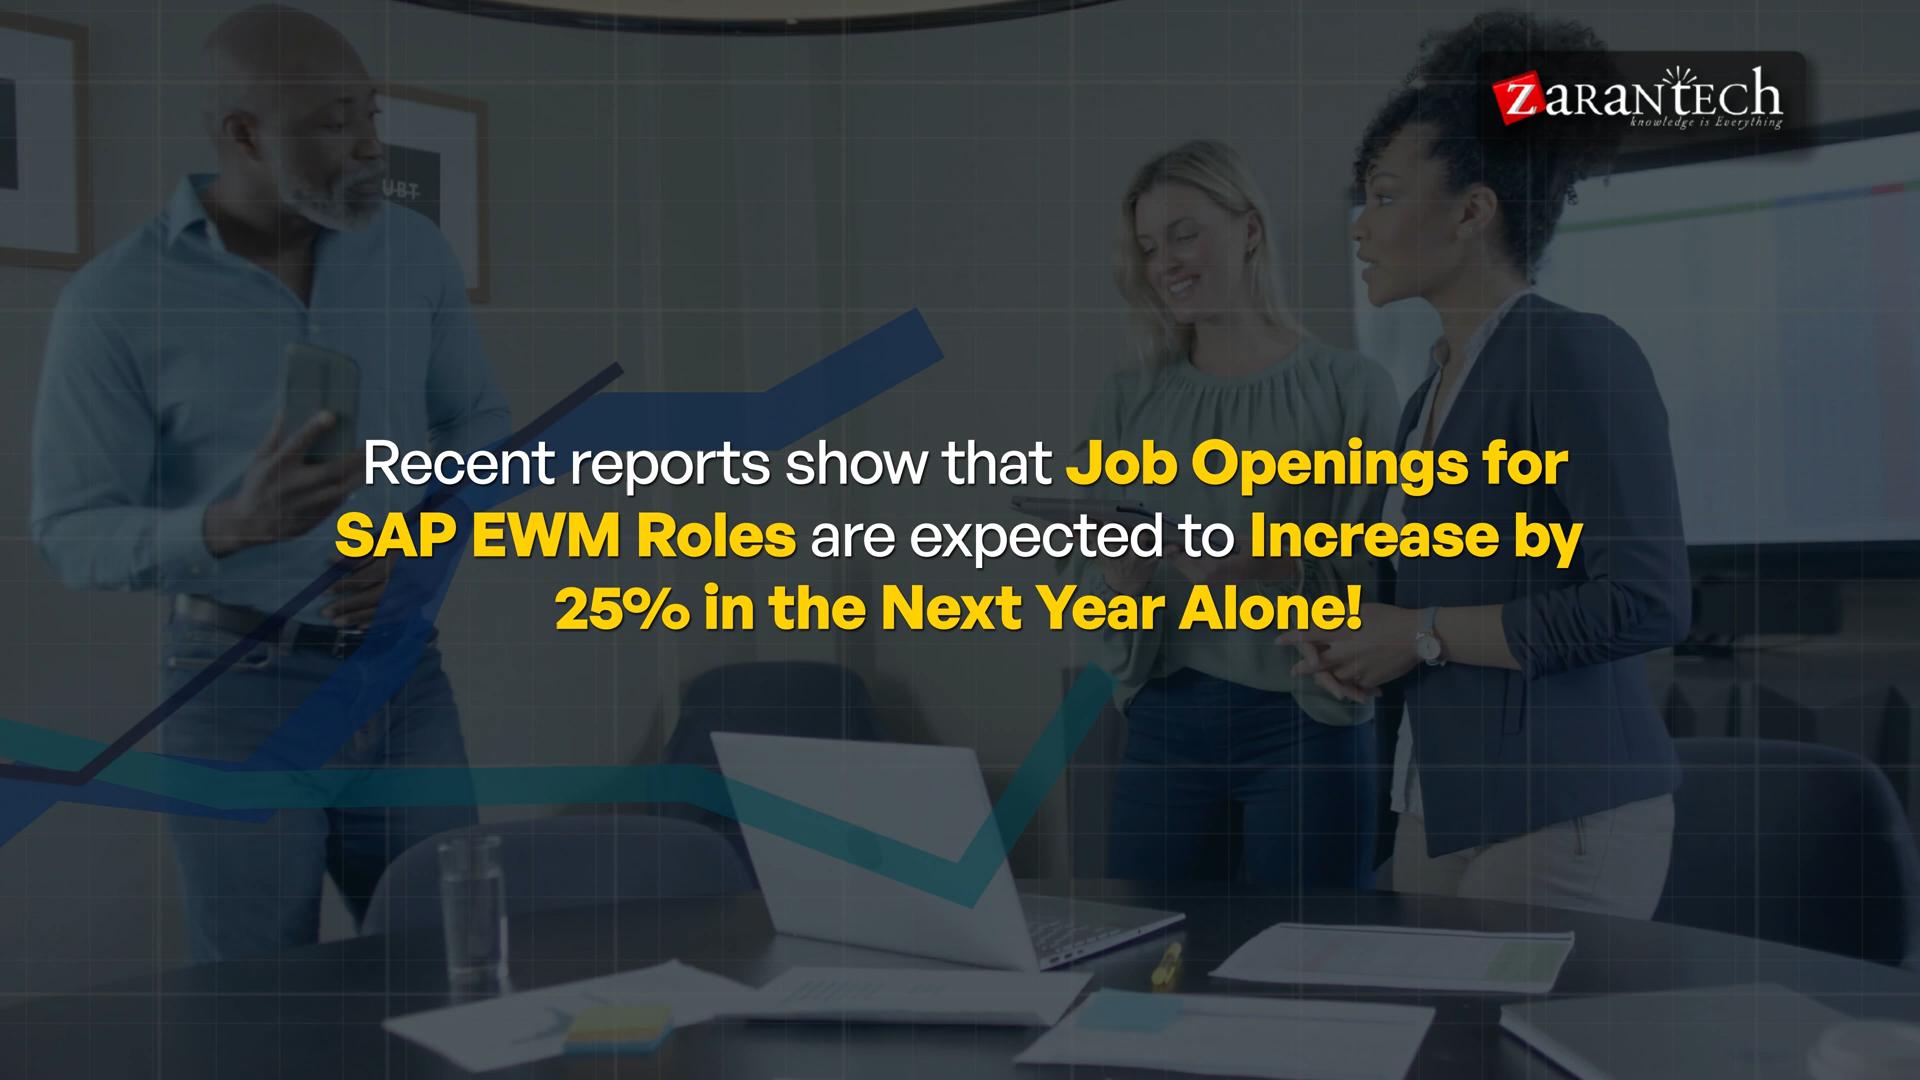 ZARANTECH
knowledge is Everything
UBT
Recent reports show that Job Openings for
SAP EWM Roles are expected to Increase by
25% in the Next Year Alone!